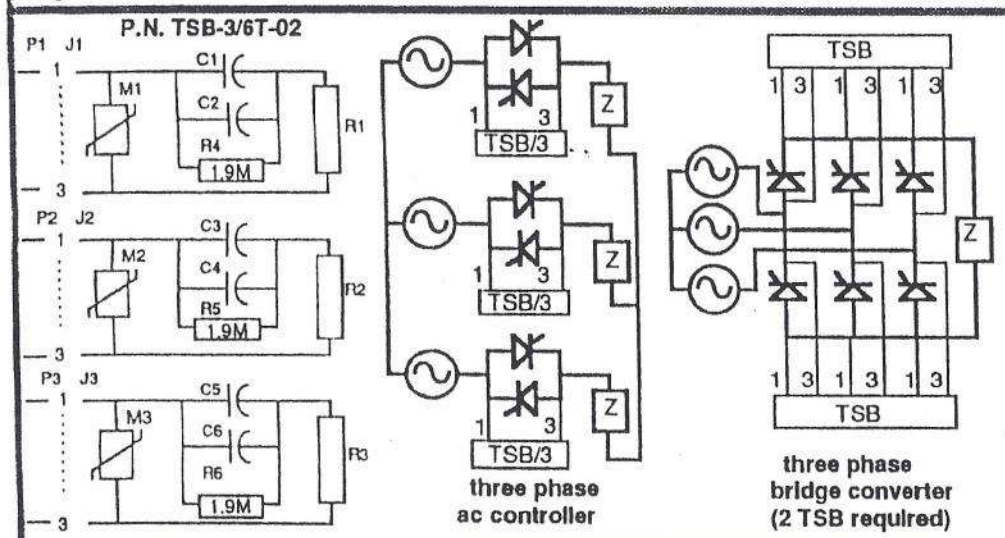 P.N. TSB-3/6T-02
P1 J1
1
M1
C1
C2
R4
1.9M
R1
3
P2 J2
1
M2
C3
C4
R5
1.9M
R2
3
P3 J3
1
M3
C5
C6
R6
1.9M
R3
3
Z
1 3
TSB/3
Z
1 3
TSB/3
Z
1 3
TSB/3
three phase
ac controller
TSB
1 3 1 3 1 3
Z
1 3 1 3 1 3
TSB
three phase
bridge converter
(2 TSB required)